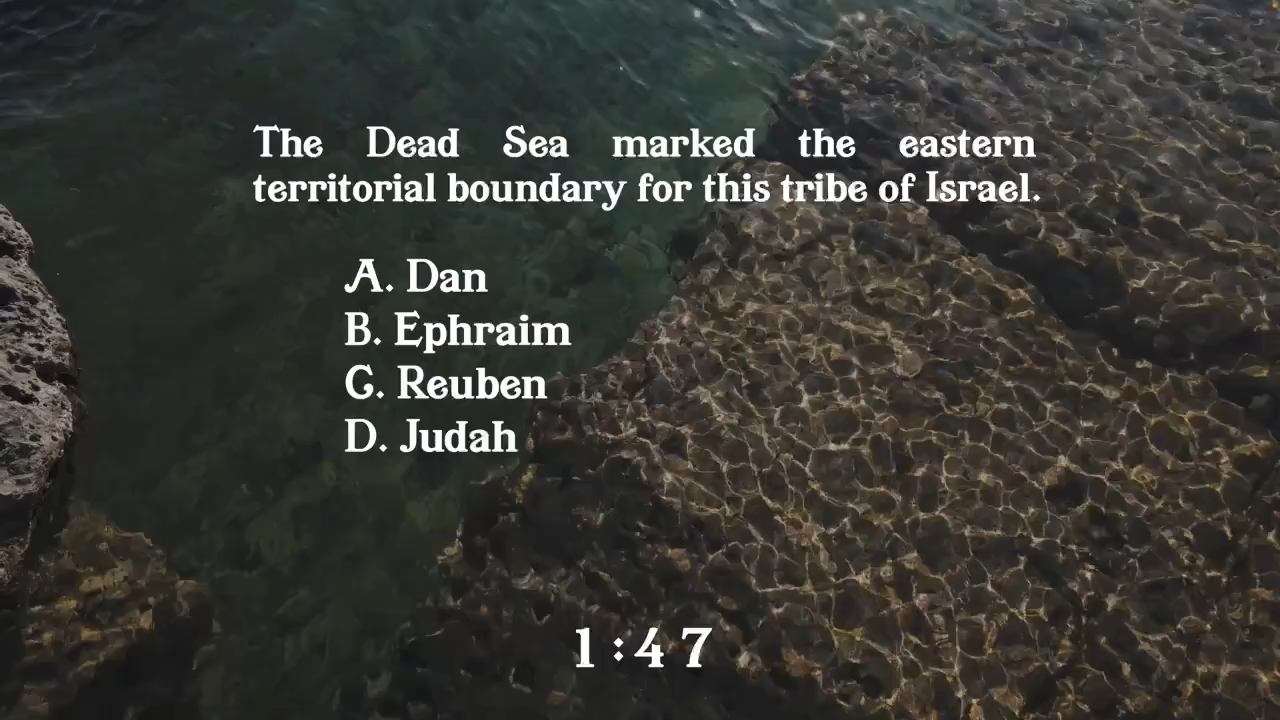 The Dead Sea marked the eastern
territorial boundary for this tribe of Israel.
A. Dan
B. Ephraim
C. Reuben
D. Judah
1:47